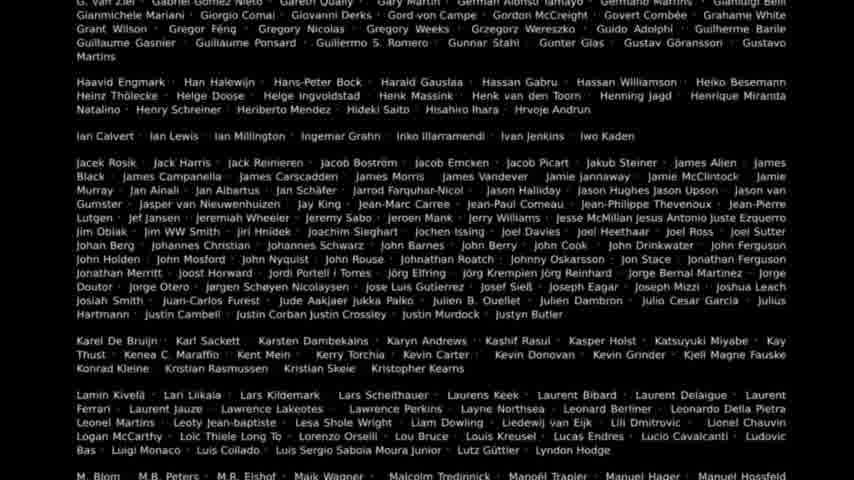 G. van Ziel · Gabriel Gomez Nieto · Gareth Qually · Gary Martin · German Alonso Tamayo · Germano Martins · Gianluigi Belli
Gianmichele Mariani · Giorgio Comai · Giovanni Derks · Gord von Campe · Gordon McCreight · Govert Combée · Grahame White
Grant Wilson · Gregor Féng · Gregory Nicolas · Gregory Weeks · Grzegorz Wereszko · Guido Adolphi · Guilherme Barile
Guillaume Gasnier · Guillaume Ponsard · Guillermo S. Romero · Gunnar Stahl · Gunter Glas · Gustav Göransson · Gustavo
Martins
Haavid Engmark · Han Halewijn · Hans-Peter Bock · Harald Gauslaa · Hassan Gabru · Hassan Williamson · Heiko Besemann
Heinz Thölecke · Helge Doose · Helge Ingvoldstad · Henk Massink · Henk van den Toorn · Henning Jagd · Henrique Miranda
Natalino · Henry Schreiner · Heriberto Mendez · Hideki Saito · Hisahiro Ihara · Hrvoje Andrun
Ian Calvert · Ian Lewis · Ian Millington · Ingemar Grahn · Inko Illarramendi · Ivan Jenkins · Iwo Kaden
Jacek Rosik · Jack Harris · Jack Reinieren · Jacob Boström · Jacob Emcken · Jacob Picart · Jakub Steiner · James Allen · James
Black · James Campanella · James Carscadden · James Morris · James Vandever · Jamie Jannaway · Jamie McClintock · Jamie
Murray · Jan Ainali · Jan Albartus · Jan Schäfer · Jarrod Farquhar-Nicol · Jason Halliday · Jason Hughes Jason Upson · Jason van
Gumster · Jasper van Nieuwenhuizen · Jay King · Jean-Marc Carree · Jean-Paul Comeau · Jean-Philippe Thevenoux · Jean-Pierre
Lutgen · Jef Jansen · Jeremiah Wheeler · Jeremy Sabo · Jeroen Mank · Jerry Williams · Jesse McMillan Jesus Antonio Juste Ezquerro
Jim Obiak · Jim WW Smith · Jiri Hnídek · Joachim Sieghart · Jochen Issing · Joel Davies · Joel Heethaar · Joel Ross · Joel Sutter
Johan Berg · Johannes Christian · Johannes Schwarz · John Barnes · John Berry · John Cook · John Drinkwater · John Ferguson
John Holden · John Mosford · John Nyquist · John Rouse · Johnathan Roatch · Johnny Oskarsson · Jon Stace · Jonathan Ferguson
Jonathan Merritt · Joost Horward · Jordi Portell i Torres · Jörg Elfring · Jörg Krempien Jörg Reinhard · Jorge Bernal Martinez · Jorge
Doutor · Jorge Otero · Jørgen Schøyen Nicolaysen · Jose Luis Gutierrez · Josef Sieß · Joseph Eagar · Joseph Mizzi · Joshua Leach
Josiah Smith · Juan-Carlos Furest · Jude Aakjaer Jukka Palko · Julien B. Ouellet · Julien Dambron · Julio Cesar Garcia · Julius
Hartmann · Justin Cambell · Justin Corban Justin Crossley · Justin Murdock · Justyn Butler
Karel De Bruijn · Karl Sackett · Karsten Dambekalns · Karyn Andrews · Kashif Rasul · Kasper Holst · Katsuyuki Miyabe · Kay
Thust · Kenea C. Maraffio · Kent Mein · Kerry Torchia · Kevin Carter · Kevin Donovan · Kevin Grinder · Kjell Magne Fauske
Konrad Kleine · Kristian Rasmussen · Kristian Skeie · Kristopher Kearns
Lamin Kivelä · Lari Liikala · Lars Kildemark · Lars Scheithauer · Laurens Keek · Laurent Bibard · Laurent Delaigue · Laurent
Ferrari · Laurent Jauze · Lawrence Lakeotes · Lawrence Perkins · Layne Northsea · Leonard Berliner · Leonardo Della Pietra
Leonel Martins · Leoty Jean-baptiste · Lesa Shole Wright · Liam Dowling · Liedewij van Eijk · Lili Dmitrovic · Lionel Chauvin
Logan McCarthy · Loïc Thiele Long To · Lorenzo Orselli · Lou Bruce · Louis Kreusel · Lucas Endres · Lucio Cavalcanti · Ludovic
Bas · Luigi Monaco · Luis Collado · Luis Sergio Saboia Moura Junior · Lutz Güttler · Lyndon Hodge
M. Blom · M.B. Peters · M.R. Elshof · Maik Wagner · Malcolm Tredinnick · Manoël Trapier · Manuel Hager · Manuel Hossfeld